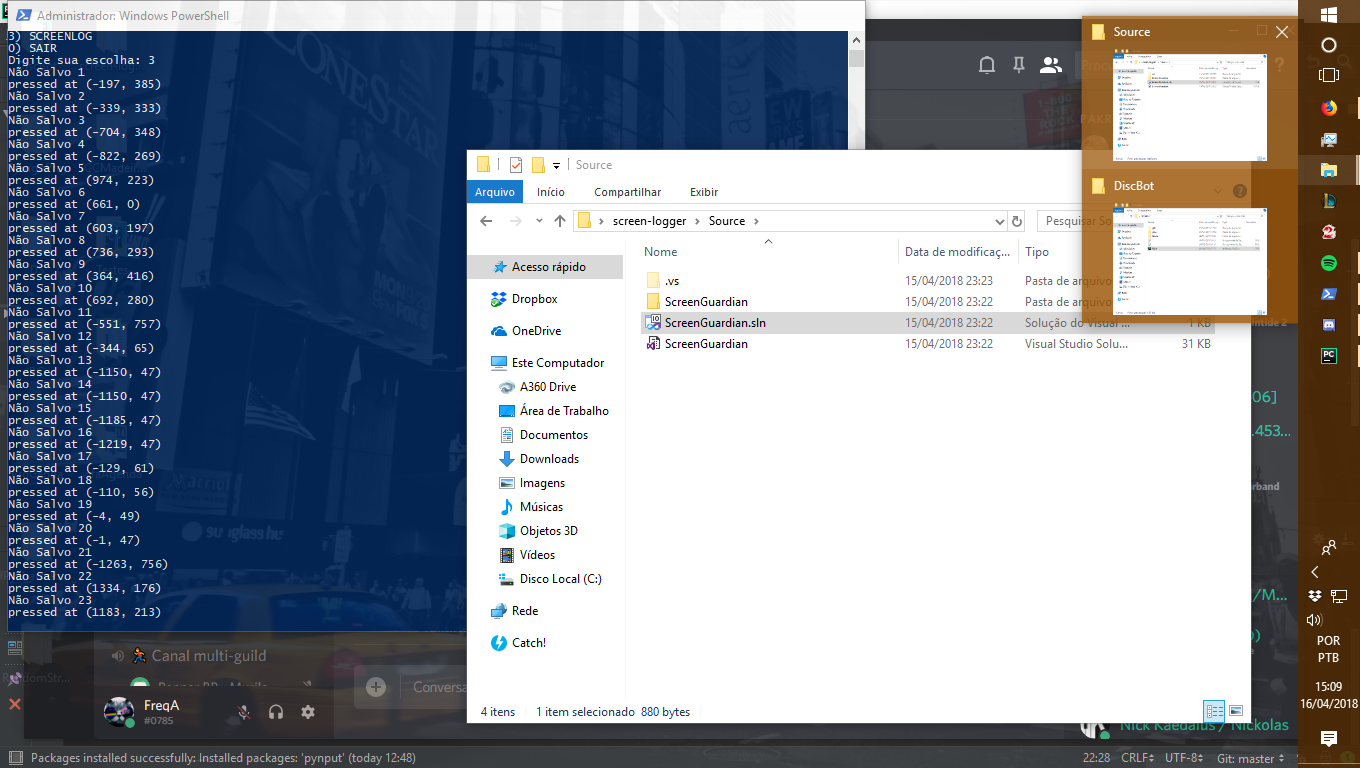 Administrador: Windows PowerShell
3) SCREENLOG
0) SAIR
Digite sua escolha: 3
Não Salvo 1
pressed at (-197, 385)
Não Salvo 2
pressed at (-339, 333)
Não Salvo 3
pressed at (-704, 348)
Não Salvo 4
pressed at (-822, 269)
Não Salvo 5
pressed at (974, 223)
Não Salvo 6
pressed at (661, 0)
Não Salvo 7
pressed at (603, 197)
Não Salvo 8
pressed at (736, 293)
Não Salvo 9
pressed at (364, 416)
Não Salvo 10
pressed at (692, 280)
Não Salvo 11
pressed at (-551, 757)
Não Salvo 12
pressed at (-344, 65)
Não Salvo 13
pressed at (-1150, 47)
Não Salvo 14
pressed at (-1150, 47)
Não Salvo 15
pressed at (-1185, 47)
Não Salvo 16
pressed at (-1219, 47)
Não Salvo 17
pressed at (-129, 61)
Não Salvo 18
pressed at (-110, 56)
Não Salvo 19
pressed at (-4, 49)
Não Salvo 20
pressed at (-1, 47)
Não Salvo 21
pressed at (-1263, 756)
Não Salvo 22
pressed at (1334, 176)
Não Salvo 23
pressed at (1183, 213)
Source
Arquivo Início Compartilhar Exibir
screen-logger Source Pesquisar
Nome Data de modificaç... Tipo
.vs 15/04/2018 23:23 Pasta de arquivo
ScreenGuardian 15/04/2018 23:22 Pasta de arquivo
ScreenGuardian.sln 15/04/2018 23:22 Solução do Visual ... 1 KB
ScreenGuardian 15/04/2018 23:22 Visual Studio Solu... 31 KB
Acesso rápido
Dropbox
OneDrive
Este Computador
A360 Drive
Área de Trabalho
Documentos
Downloads
Imagens
Músicas
Objetos 3D
Vídeos
Disco Local (C:)
Rede
Catch!
4 itens 1 item selecionado 880 bytes
Source
DiscBot
06]
.453...
/M...
Canal multi-guild
Conversa
FreqA
#0785
Nick Kaedalus / Nickolas
Packages installed successfully: Installed packages: 'pynput' (today 12:48)
22:28 CRLF UTF-8 Git: master
POR
PTB
15:09
16/04/2018